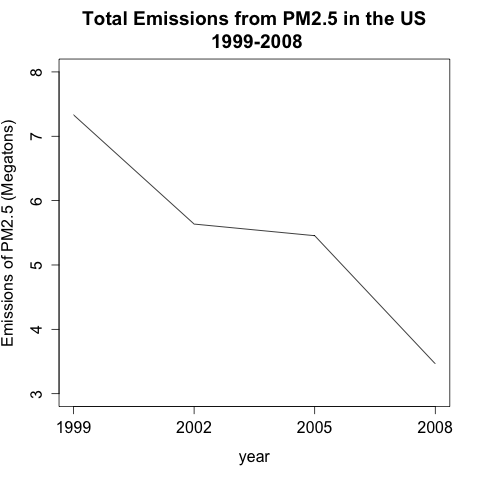 Total Emissions from PM2.5 in the US
1999-2008
Emissions of PM2.5 (Megatons)
8
7
6
5
4
3
1999 2002 2005 2008
year